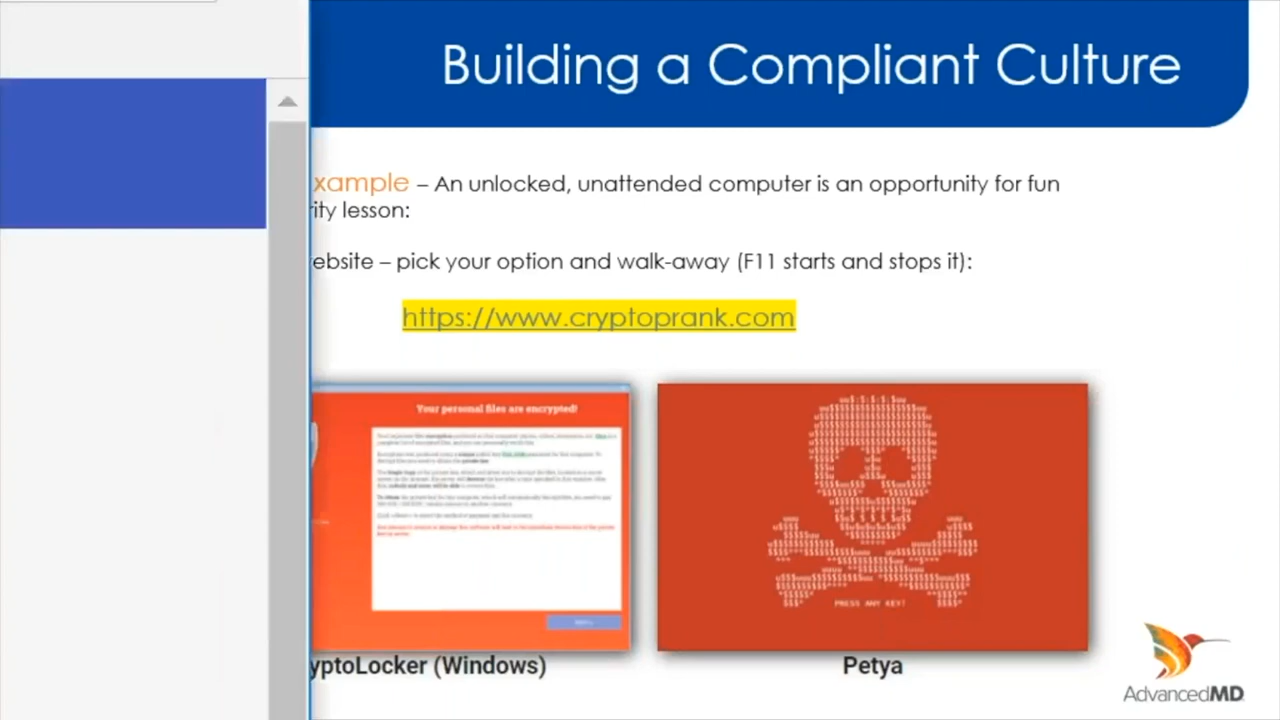 Building a Compliant Culture
xample – An unlocked, unattended computer is an opportunity for fun
rity lesson:
ebsite – pick your option and walk-away (F11 starts and stops it):
https://www.cryptoprank.com
Your personal files are encrypted!
PRESS ANY KEY!
yptoLocker (Windows)
Petya
AdvancedMD